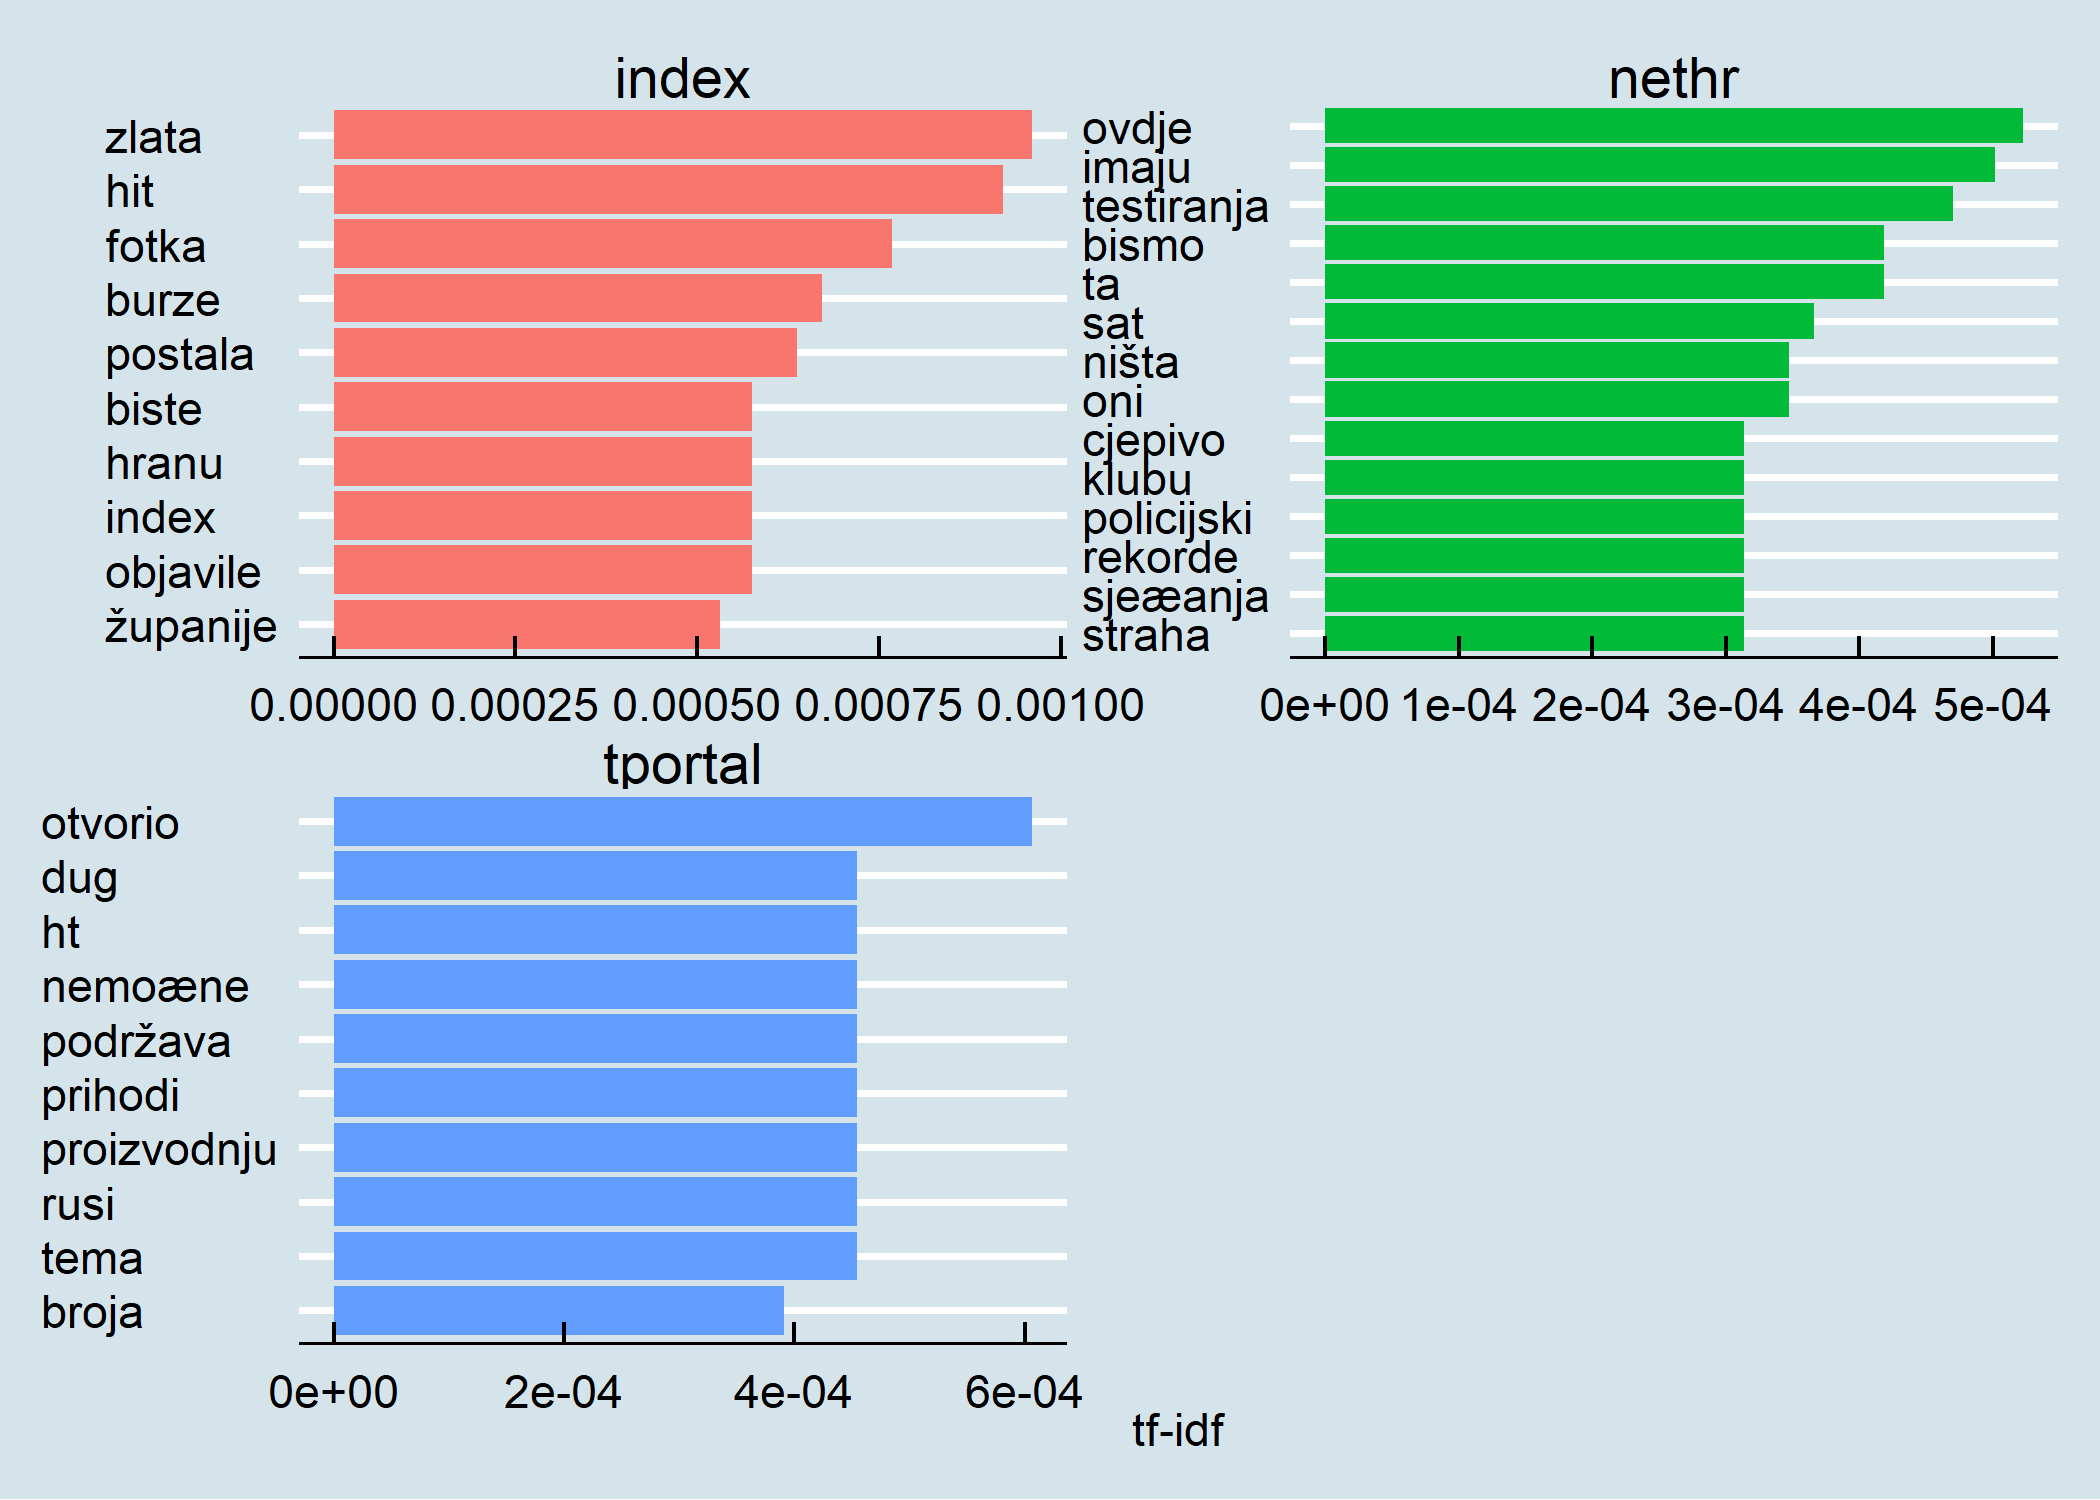 index
zlata
hit
fotka
burze
postala
biste
hranu
index
objavile
županije
0.00000 0.00025 0.00050 0.00075 0.00100
nethr
ovdje
imaju
testiranja
bismo
ta
sat
ništa
oni
cjepivo
klubu
policijski
rekorde
sjeæanja
straha
0e+00 1e-04 2e-04 3e-04 4e-04 5e-04
tportal
otvorio
dug
ht
nemoæne
podržava
prihodi
proizvodnju
rusi
tema
broja
0e+00 2e-04 4e-04 6e-04
tf-idf